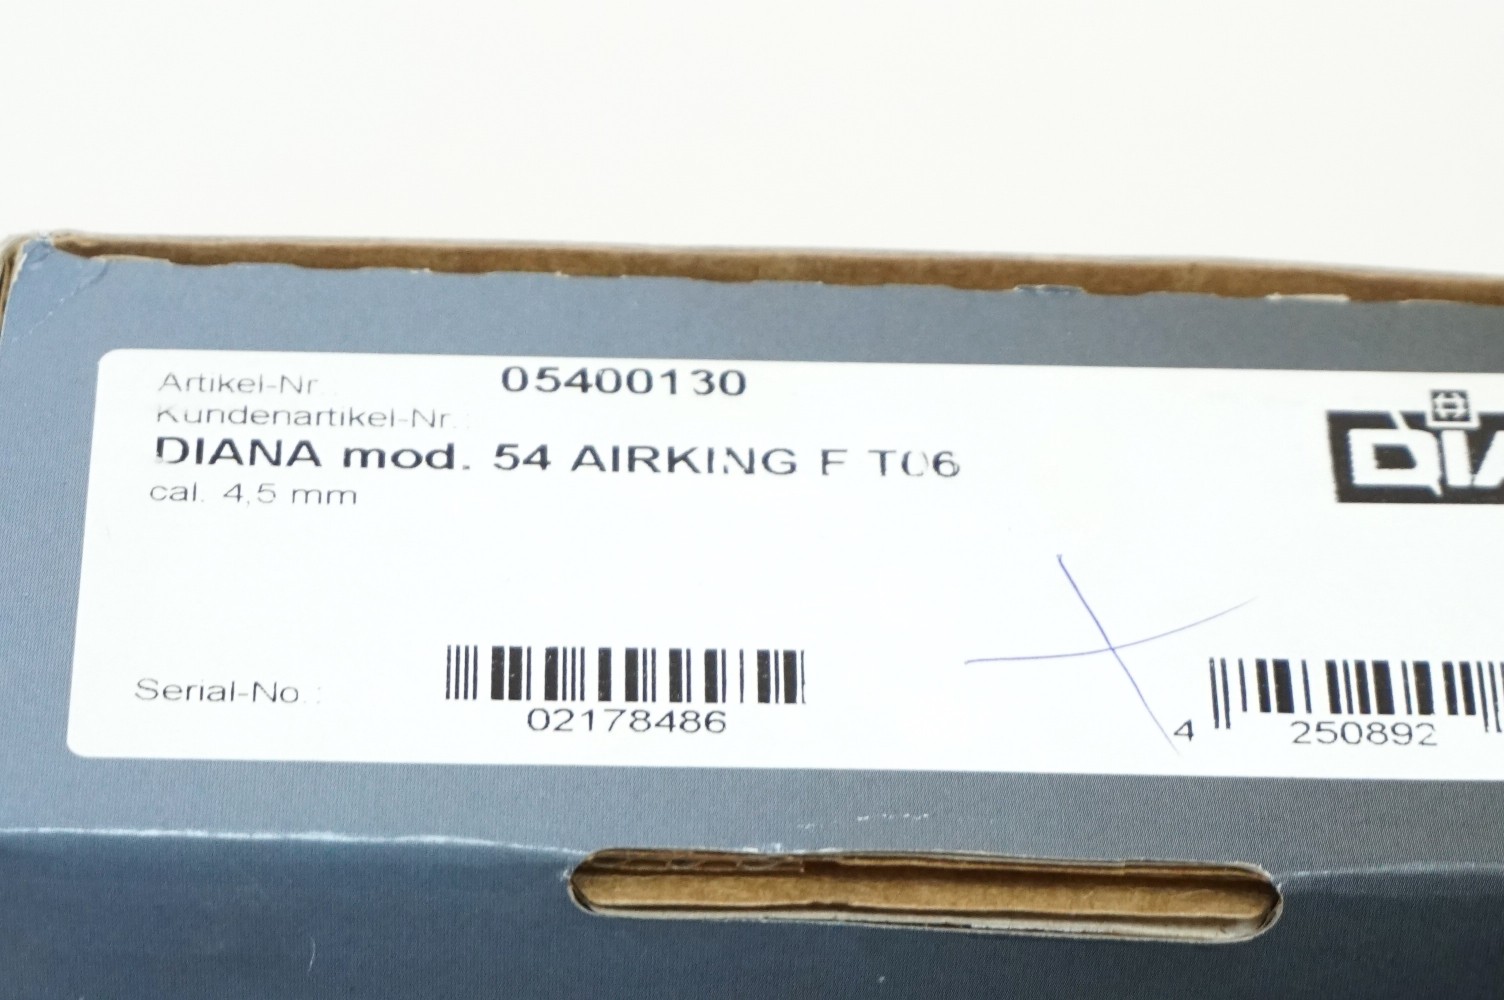 Artikel-Nr.: 05400130
Kundenartikel-Nr.:
DIANA mod. 54 AIRKING F T06
cal. 4,5 mm
DIA
Serial-No.:
02178486
4 250892